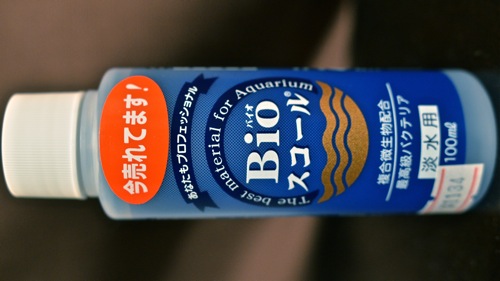 今売れてます!
あなたもプロフェッショナル
The best material for Aquarium
Bio
バイオ
スコール®
複合微生物配合
最高級バクテリア
淡水用
100mℓ